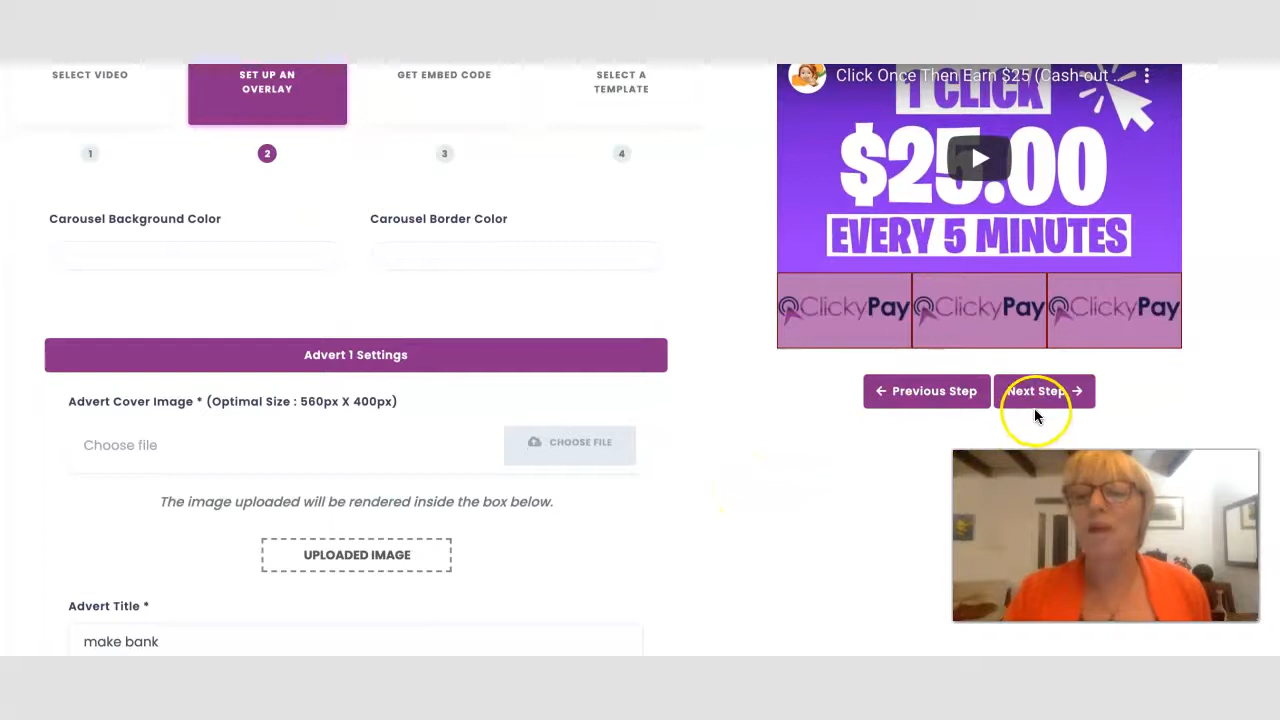 SELECT VIDEO
SET UP AN
OVERLAY
GET EMBED CODE
SELECT A
TEMPLATE
1
2
3
4
Carousel Background Color
Carousel Border Color
Advert 1 Settings
Advert Cover Image * (Optimal Size : 560px X 400px)
Choose file
CHOOSE FILE
The image uploaded will be rendered inside the box below.
UPLOADED IMAGE
Advert Title *
make bank
Click Once Then Earn $25 (Cash-out ...
1 CLICK
$25.00
EVERY 5 MINUTES
ClickyPay
ClickyPay
ClickyPay
← Previous Step
Next Step →